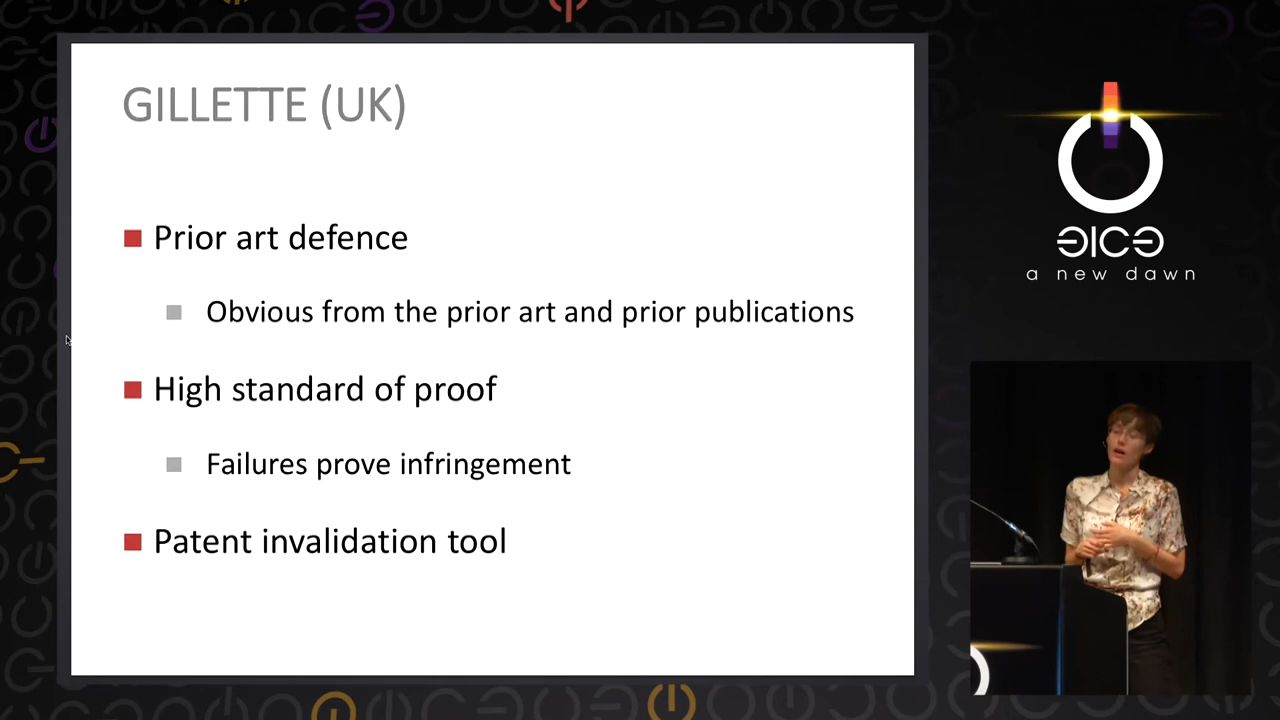 GILLETTE (UK)
Prior art defence
Obvious from the prior art and prior publications
High standard of proof
Failures prove infringement
Patent invalidation tool
ɘICɘ
a new dawn